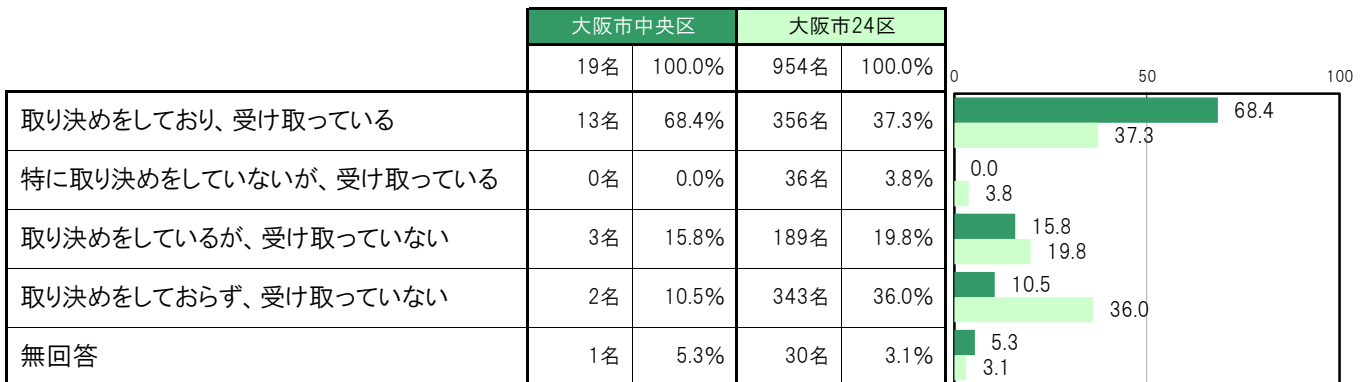 大阪市中央区 大阪市24区
19名 100.0% 954名 100.0%
0 50 100
取り決めをしており、受け取っている 13名 68.4% 356名 37.3%
68.4
37.3
特に取り決めをしていないが、受け取っている 0名 0.0% 36名 3.8%
0.0
3.8
取り決めをしているが、受け取っていない 3名 15.8% 189名 19.8%
15.8
19.8
取り決めをしておらず、受け取っていない 2名 10.5% 343名 36.0%
10.5
36.0
無回答 1名 5.3% 30名 3.1%
5.3
3.1